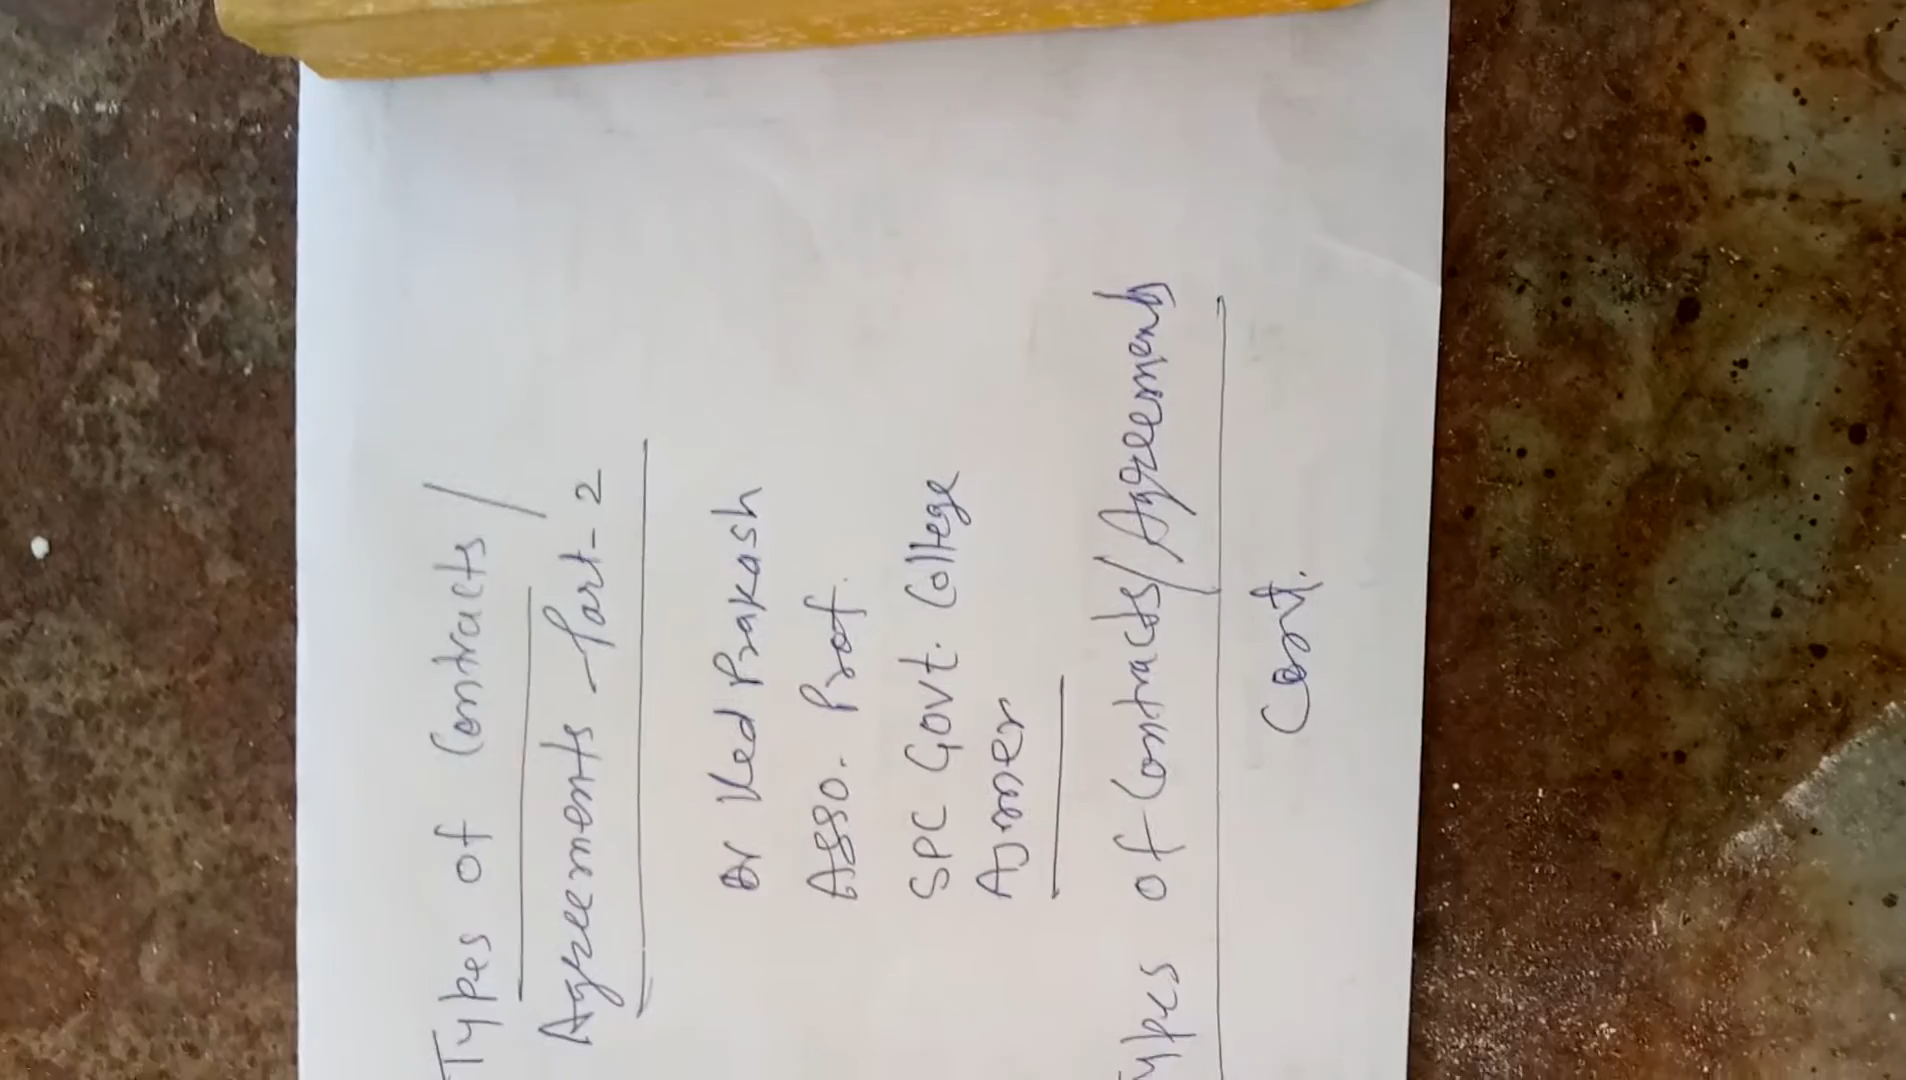 Types of Contracts/
Agreements - Part-2
Dr Ved Prakash
Asso. Prof.
SPC Govt. College
Ajmer
Types of Contracts/Agreements
Cont.